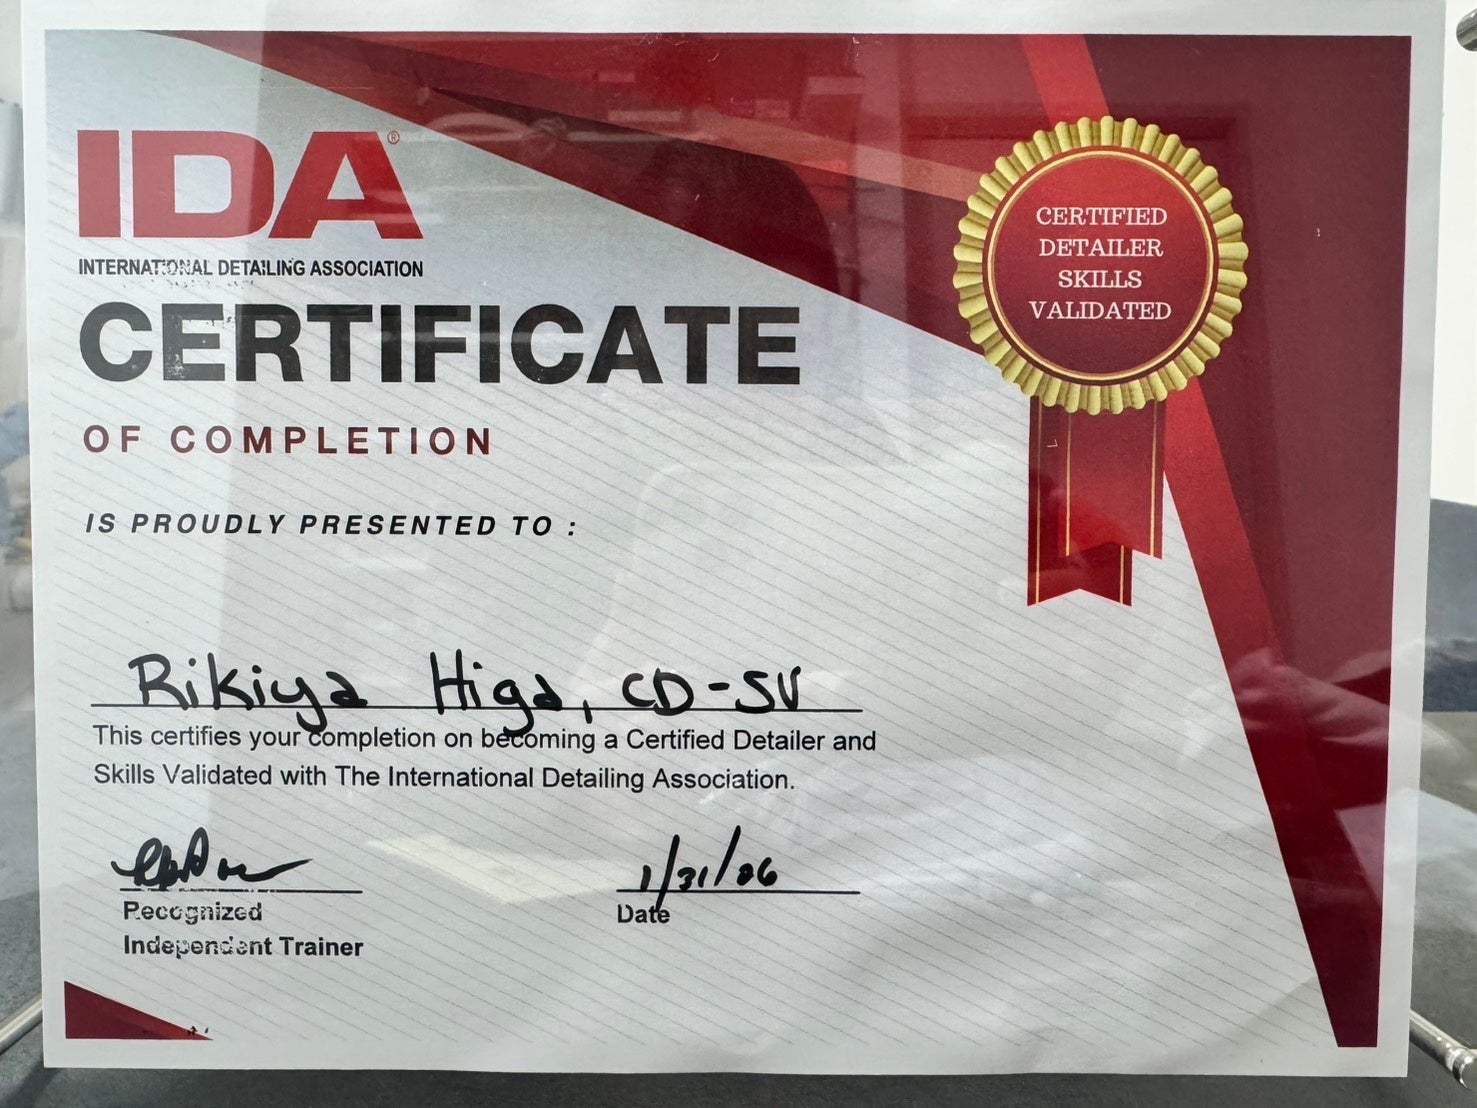 IDA®
INTERNATIONAL DETAILING ASSOCIATION
CERTIFICATE
OF COMPLETION
IS PROUDLY PRESENTED TO :
Rikiya Higa, CD-SV
This certifies your completion on becoming a Certified Detailer and
Skills Validated with The International Detailing Association.
1/31/26
Recognized
Independent Trainer
Date
CERTIFIED
DETAILER
SKILLS
VALIDATED